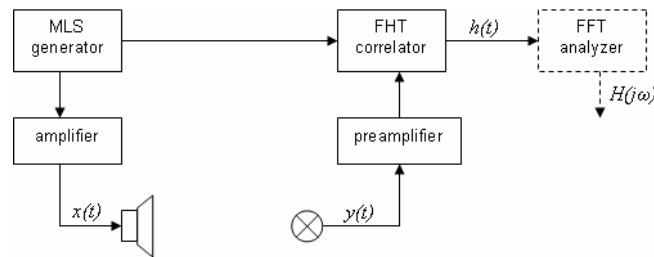 MLS
generator
FHT
correlator
h(t)
FFT
analyzer
H(jω)
amplifier
preamplifier
x(t)
y(t)